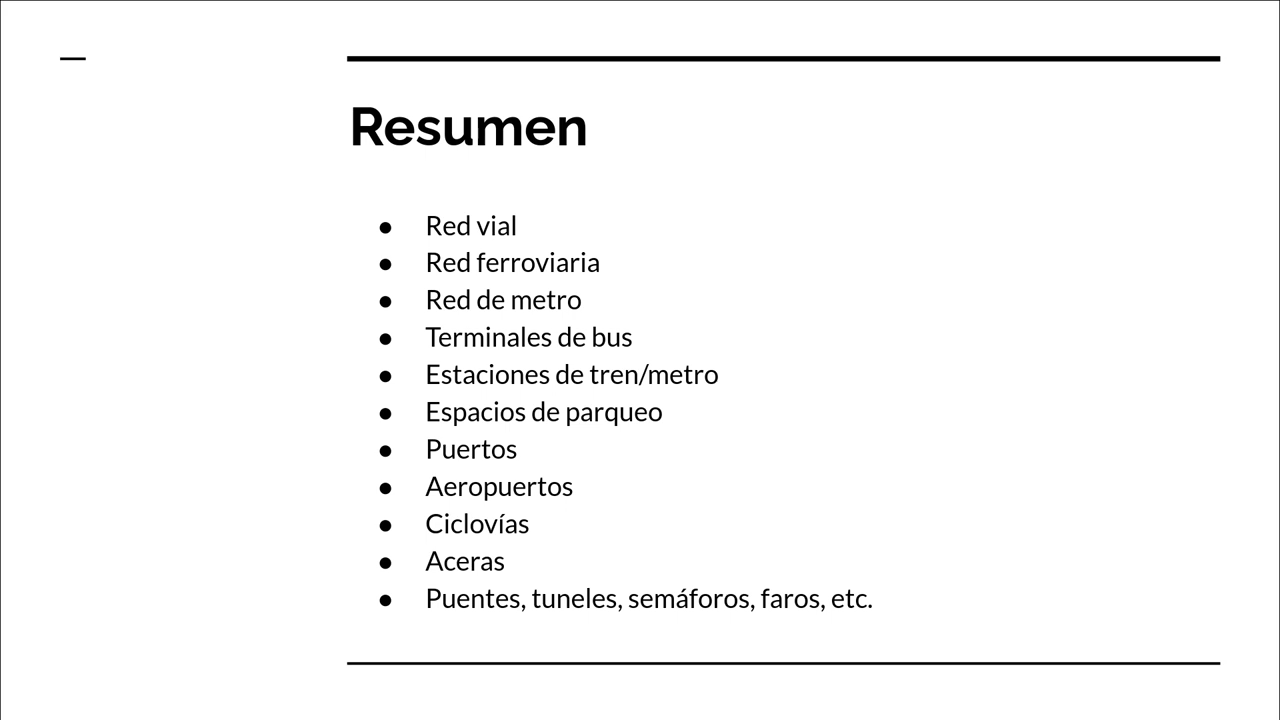 Resumen
● Red vial
● Red ferroviaria
● Red de metro
● Terminales de bus
● Estaciones de tren/metro
● Espacios de parqueo
● Puertos
● Aeropuertos
● Ciclovías
● Aceras
● Puentes, tuneles, semáforos, faros, etc.